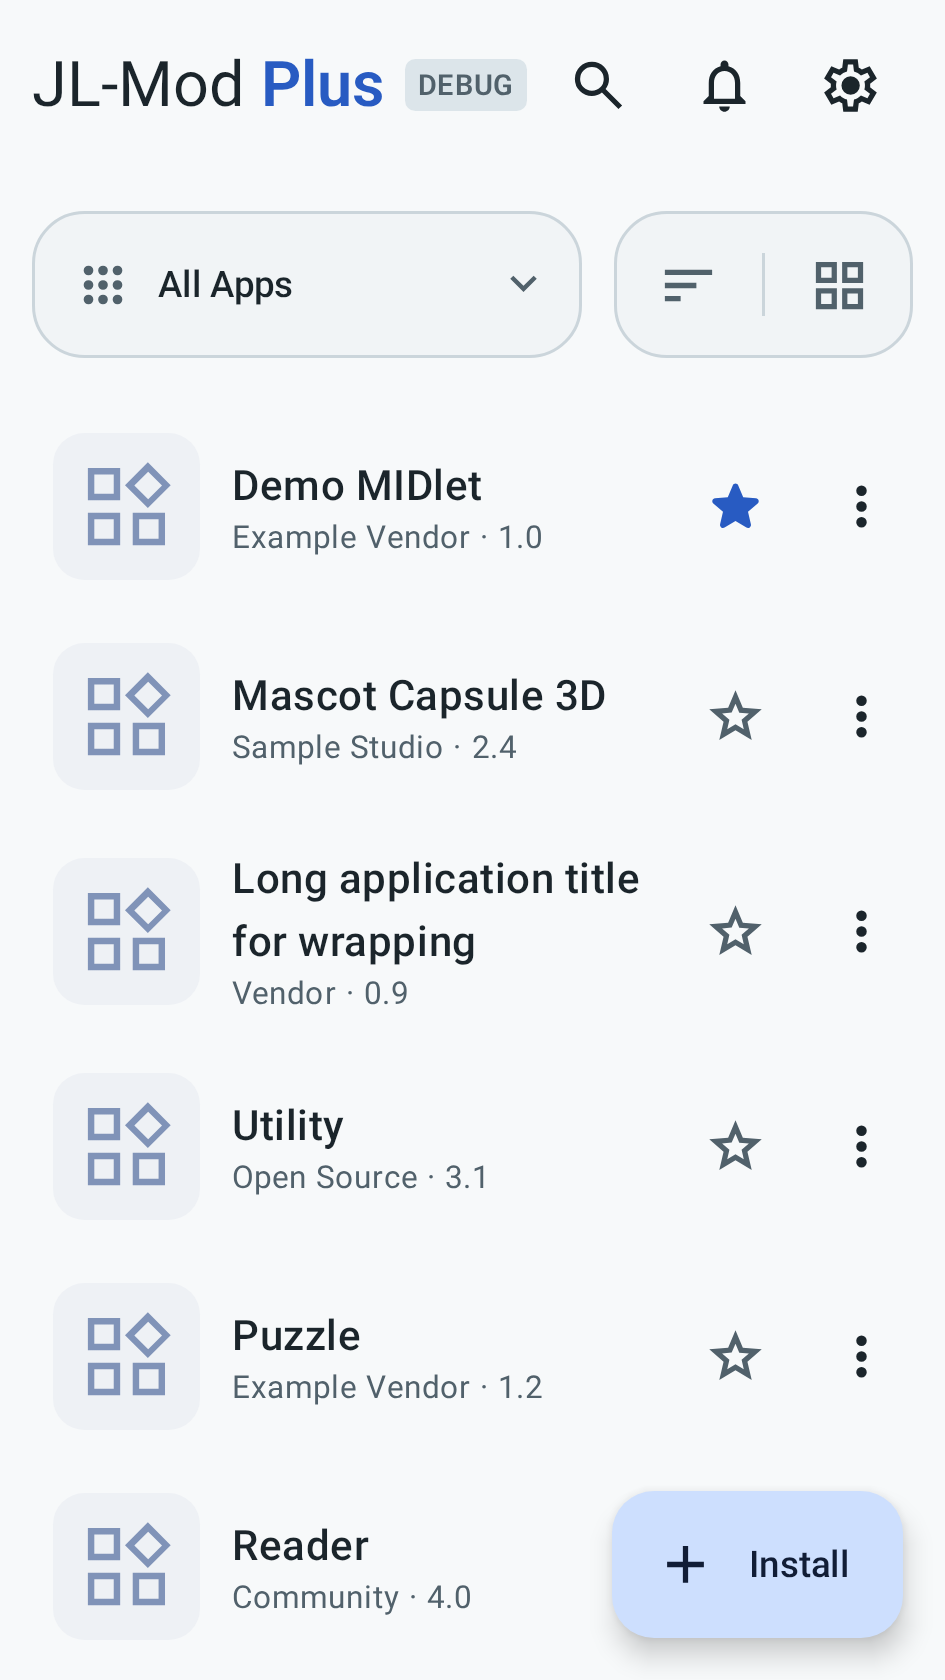 JL-Mod Plus DEBUG
All Apps
Demo MIDlet
Example Vendor · 1.0
Mascot Capsule 3D
Sample Studio · 2.4
Long application title
for wrapping
Vendor · 0.9
Utility
Open Source · 3.1
Puzzle
Example Vendor · 1.2
Reader
Community · 4.0
Install